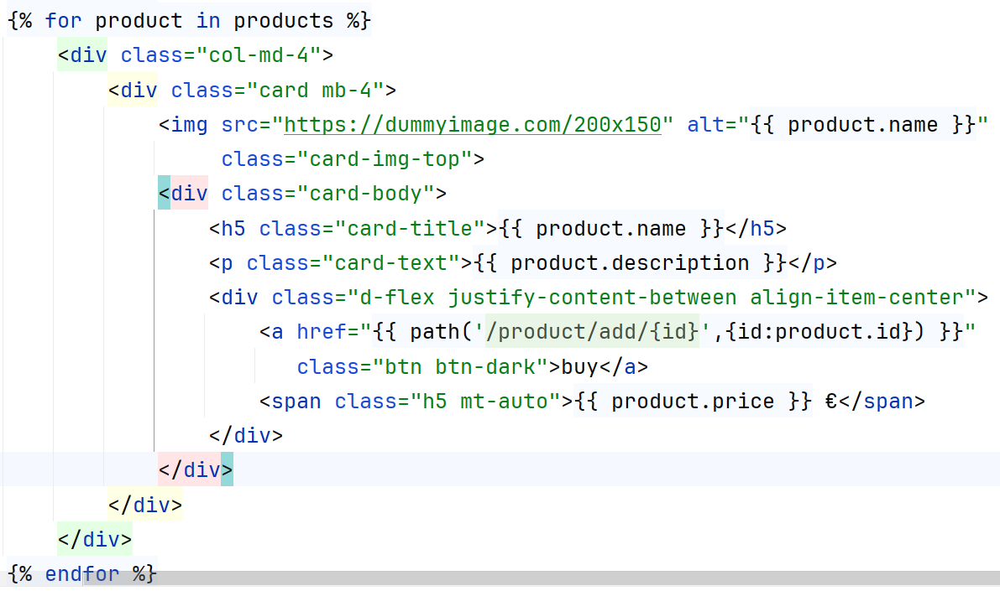 {% for product in products %}
<div class="col-md-4">
<div class="card mb-4">
<img src="https://dummyimage.com/200x150" alt="{{ product.name }}"
class="card-img-top">
<div class="card-body">
<h5 class="card-title">{{ product.name }}</h5>
<p class="card-text">{{ product.description }}</p>
<div class="d-flex justify-content-between align-item-center">
<a href="{{ path('/product/add/{id}',{id:product.id}) }}"
class="btn btn-dark">buy</a>
<span class="h5 mt-auto">{{ product.price }} €</span>
</div>
</div>
</div>
</div>
{% endfor %}